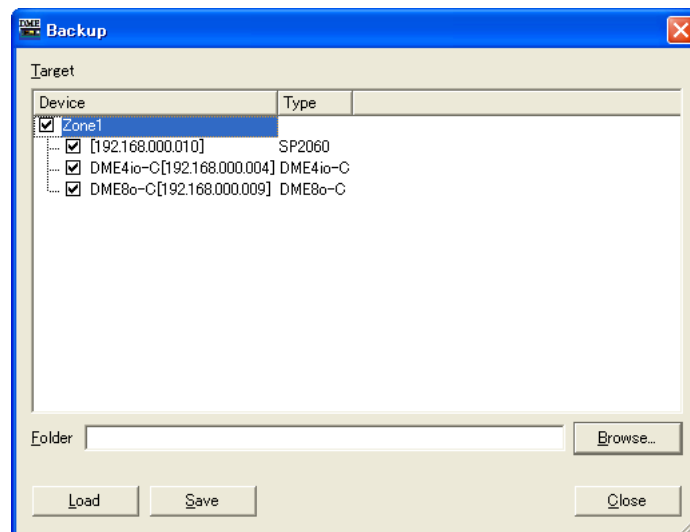 DME Backup
Target
Device Type
Zone1
[192.168.000.010] SP2060
DME4io-C[192.168.000.004] DME4io-C
DME8o-C[192.168.000.009] DME8o-C
Folder Browse...
Load Save Close